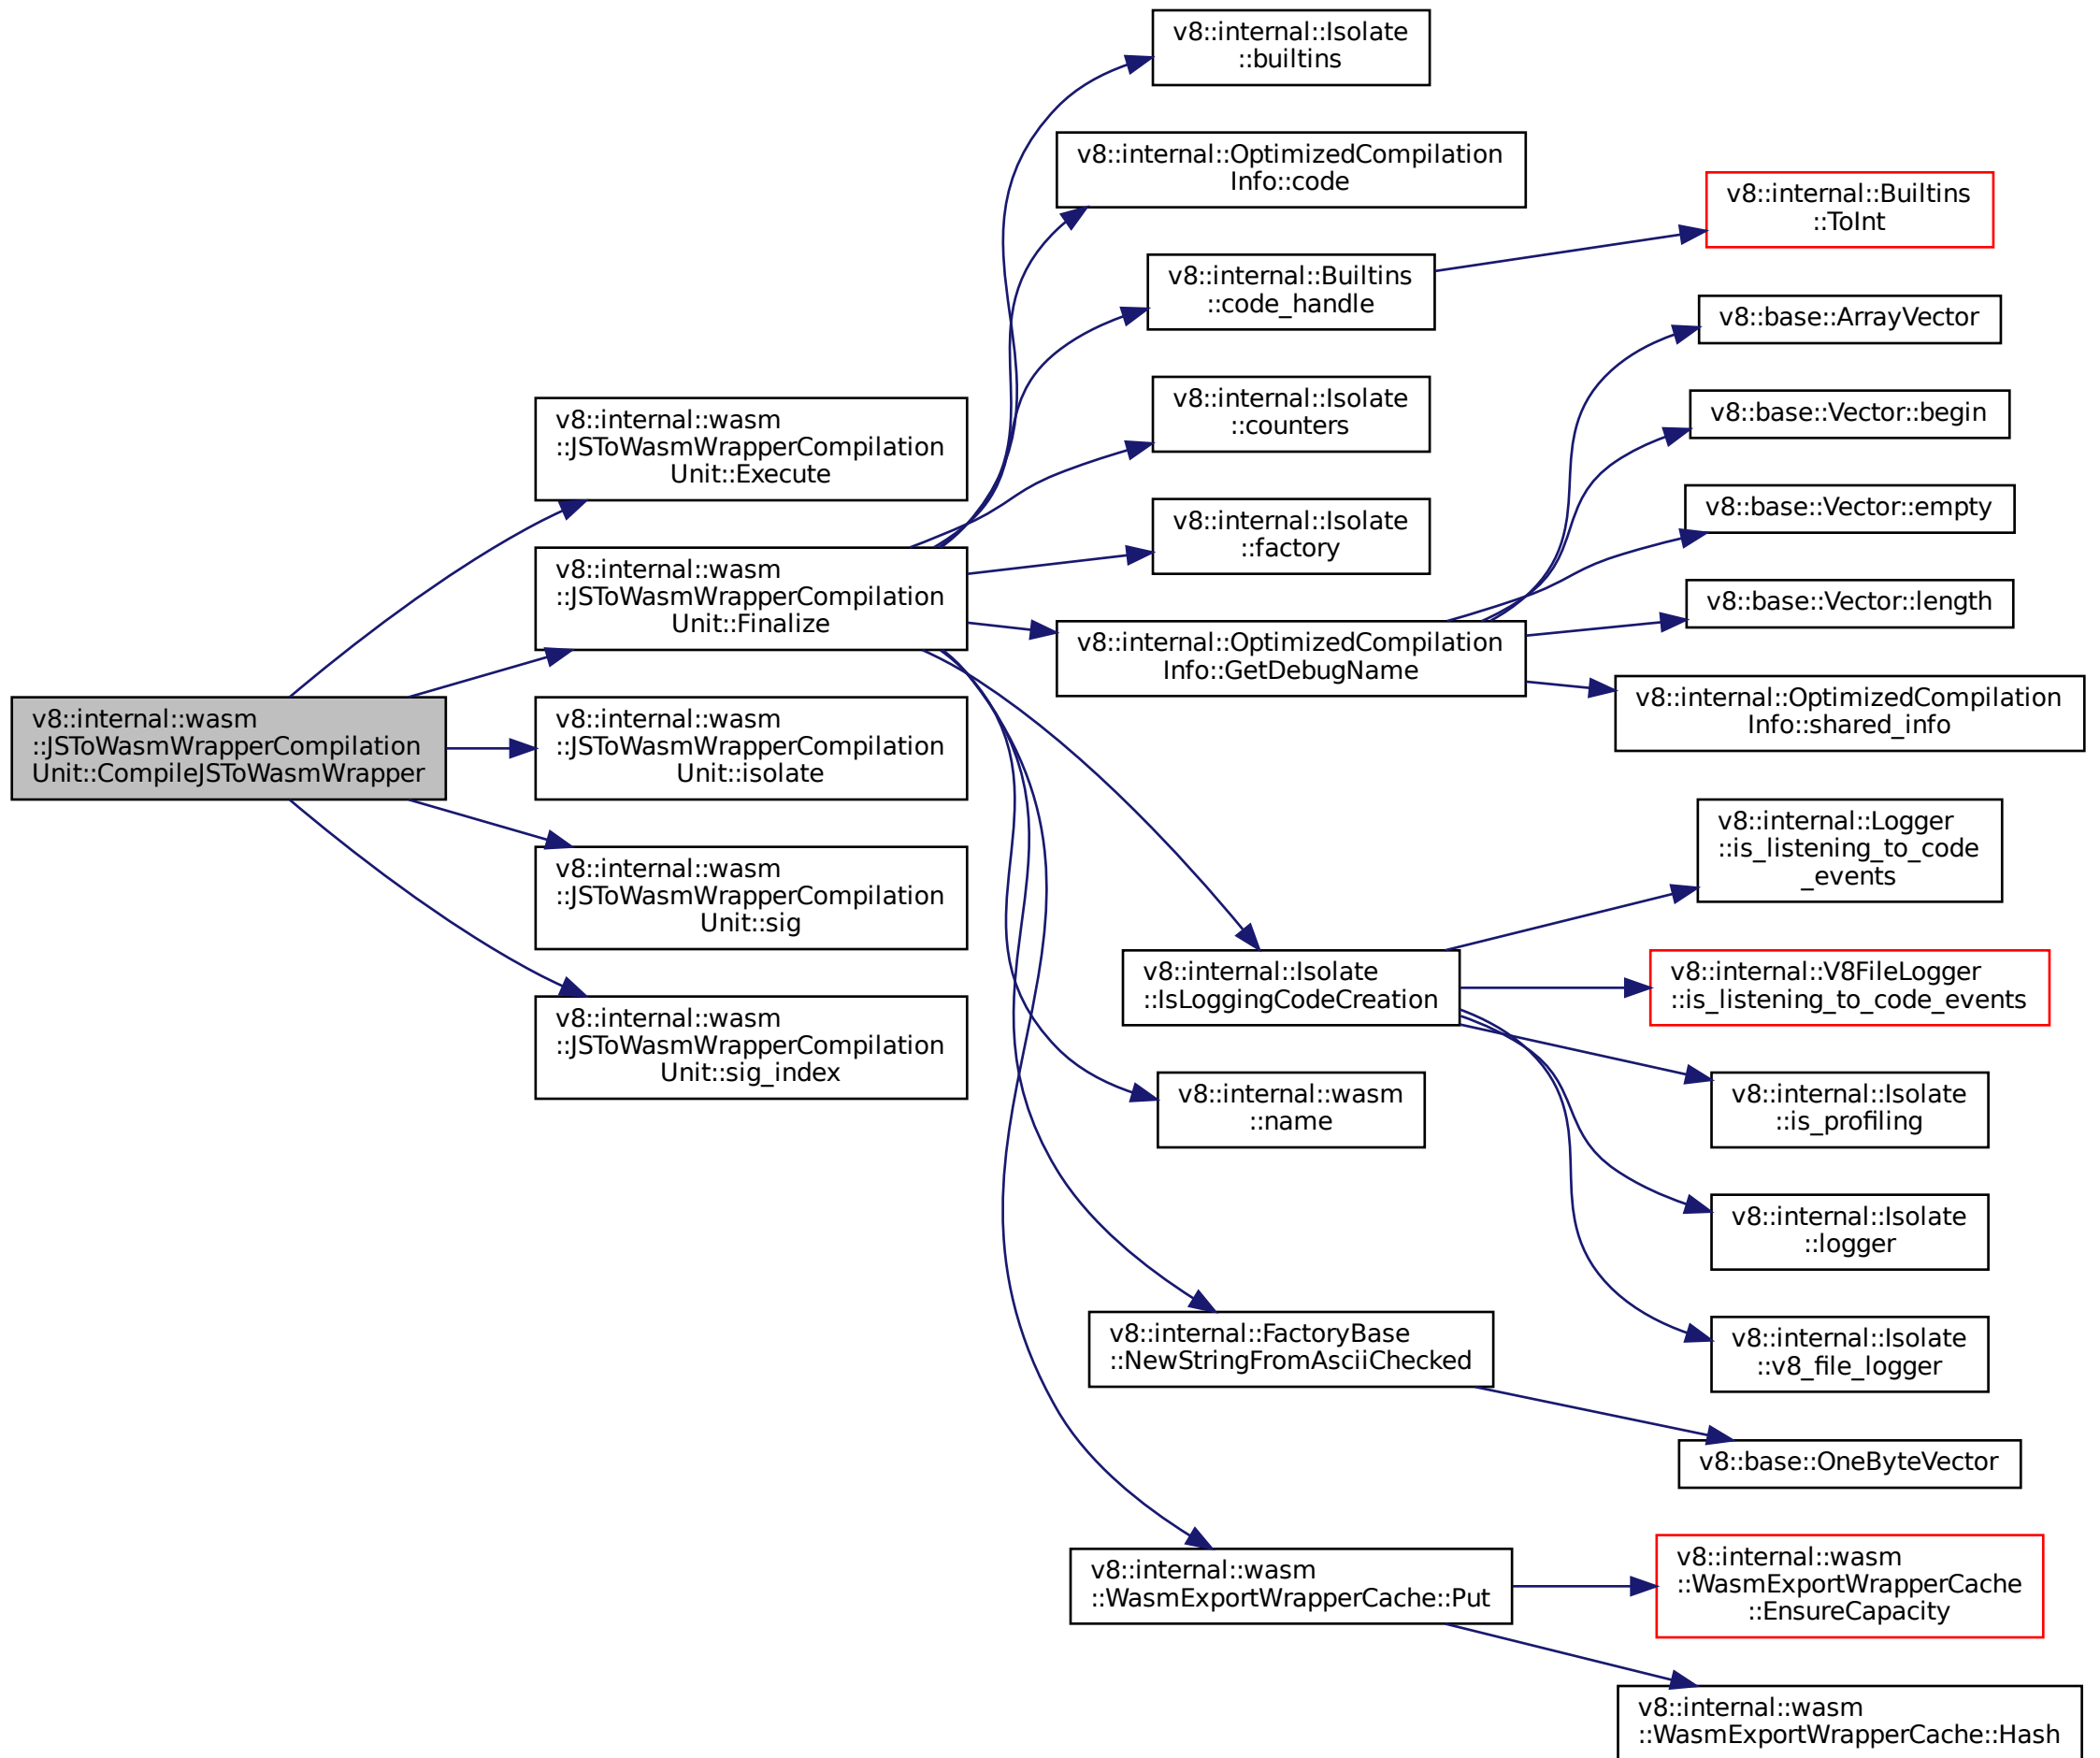 v8::internal::wasm
::JSToWasmWrapperCompilation
Unit::CompileJSToWasmWrapper
v8::internal::wasm
::JSToWasmWrapperCompilation
Unit::Execute
v8::internal::wasm
::JSToWasmWrapperCompilation
Unit::Finalize
v8::internal::wasm
::JSToWasmWrapperCompilation
Unit::isolate
v8::internal::wasm
::JSToWasmWrapperCompilation
Unit::sig
v8::internal::wasm
::JSToWasmWrapperCompilation
Unit::sig_index
v8::internal::Isolate
::builtins
v8::internal::OptimizedCompilation
Info::code
v8::internal::Builtins
::code_handle
v8::internal::Isolate
::counters
v8::internal::Isolate
::factory
v8::internal::OptimizedCompilation
Info::GetDebugName
v8::internal::Isolate
::IsLoggingCodeCreation
v8::internal::wasm
::name
v8::internal::FactoryBase
::NewStringFromAsciiChecked
v8::internal::wasm
::WasmExportWrapperCache::Put
v8::internal::Builtins
::ToInt
v8::base::ArrayVector
v8::base::Vector::begin
v8::base::Vector::empty
v8::base::Vector::length
v8::internal::OptimizedCompilation
Info::shared_info
v8::internal::Logger
::is_listening_to_code
_events
v8::internal::V8FileLogger
::is_listening_to_code_events
v8::internal::Isolate
::is_profiling
v8::internal::Isolate
::logger
v8::internal::Isolate
::v8_file_logger
v8::base::OneByteVector
v8::internal::wasm
::WasmExportWrapperCache
::EnsureCapacity
v8::internal::wasm
::WasmExportWrapperCache::Hash